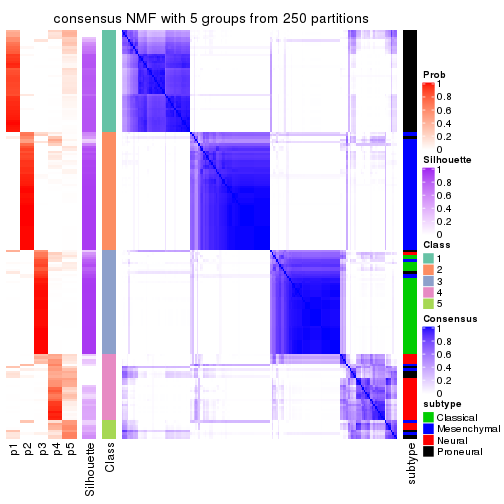 consensus NMF with 5 groups from 250 partitions
Prob
1
0.8
0.6
0.4
0.2
0
Silhouette
1
0.8
0.6
0.4
0.2
0
Class
1
2
3
4
5
Consensus
1
0.8
0.6
0.4
0.2
0
subtype
Classical
Mesenchymal
Neural
Proneural
p1
p2
p3
p4
p5
Silhouette
Class
subtype